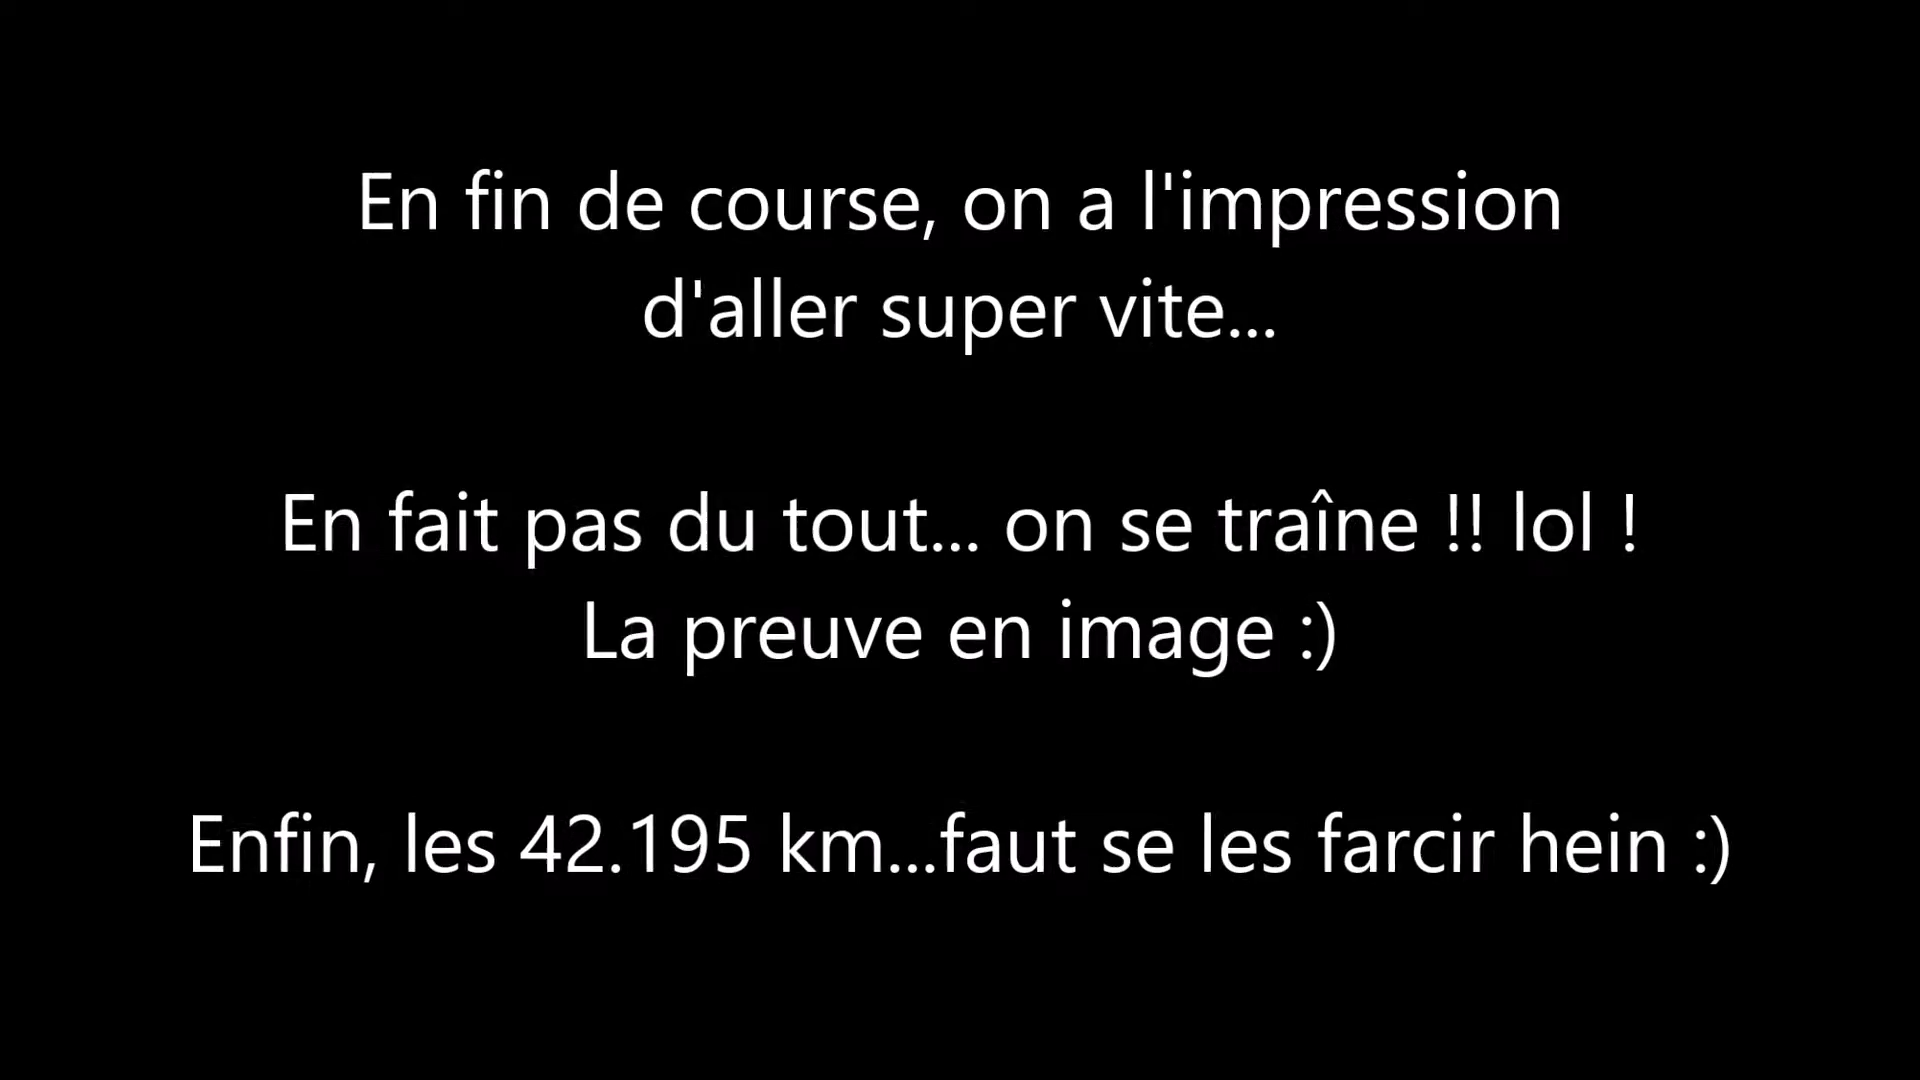 En fin de course, on a l'impression
d'aller super vite...
En fait pas du tout... on se traîne !! lol !
La preuve en image :)
Enfin, les 42.195 km...faut se les farcir hein :)